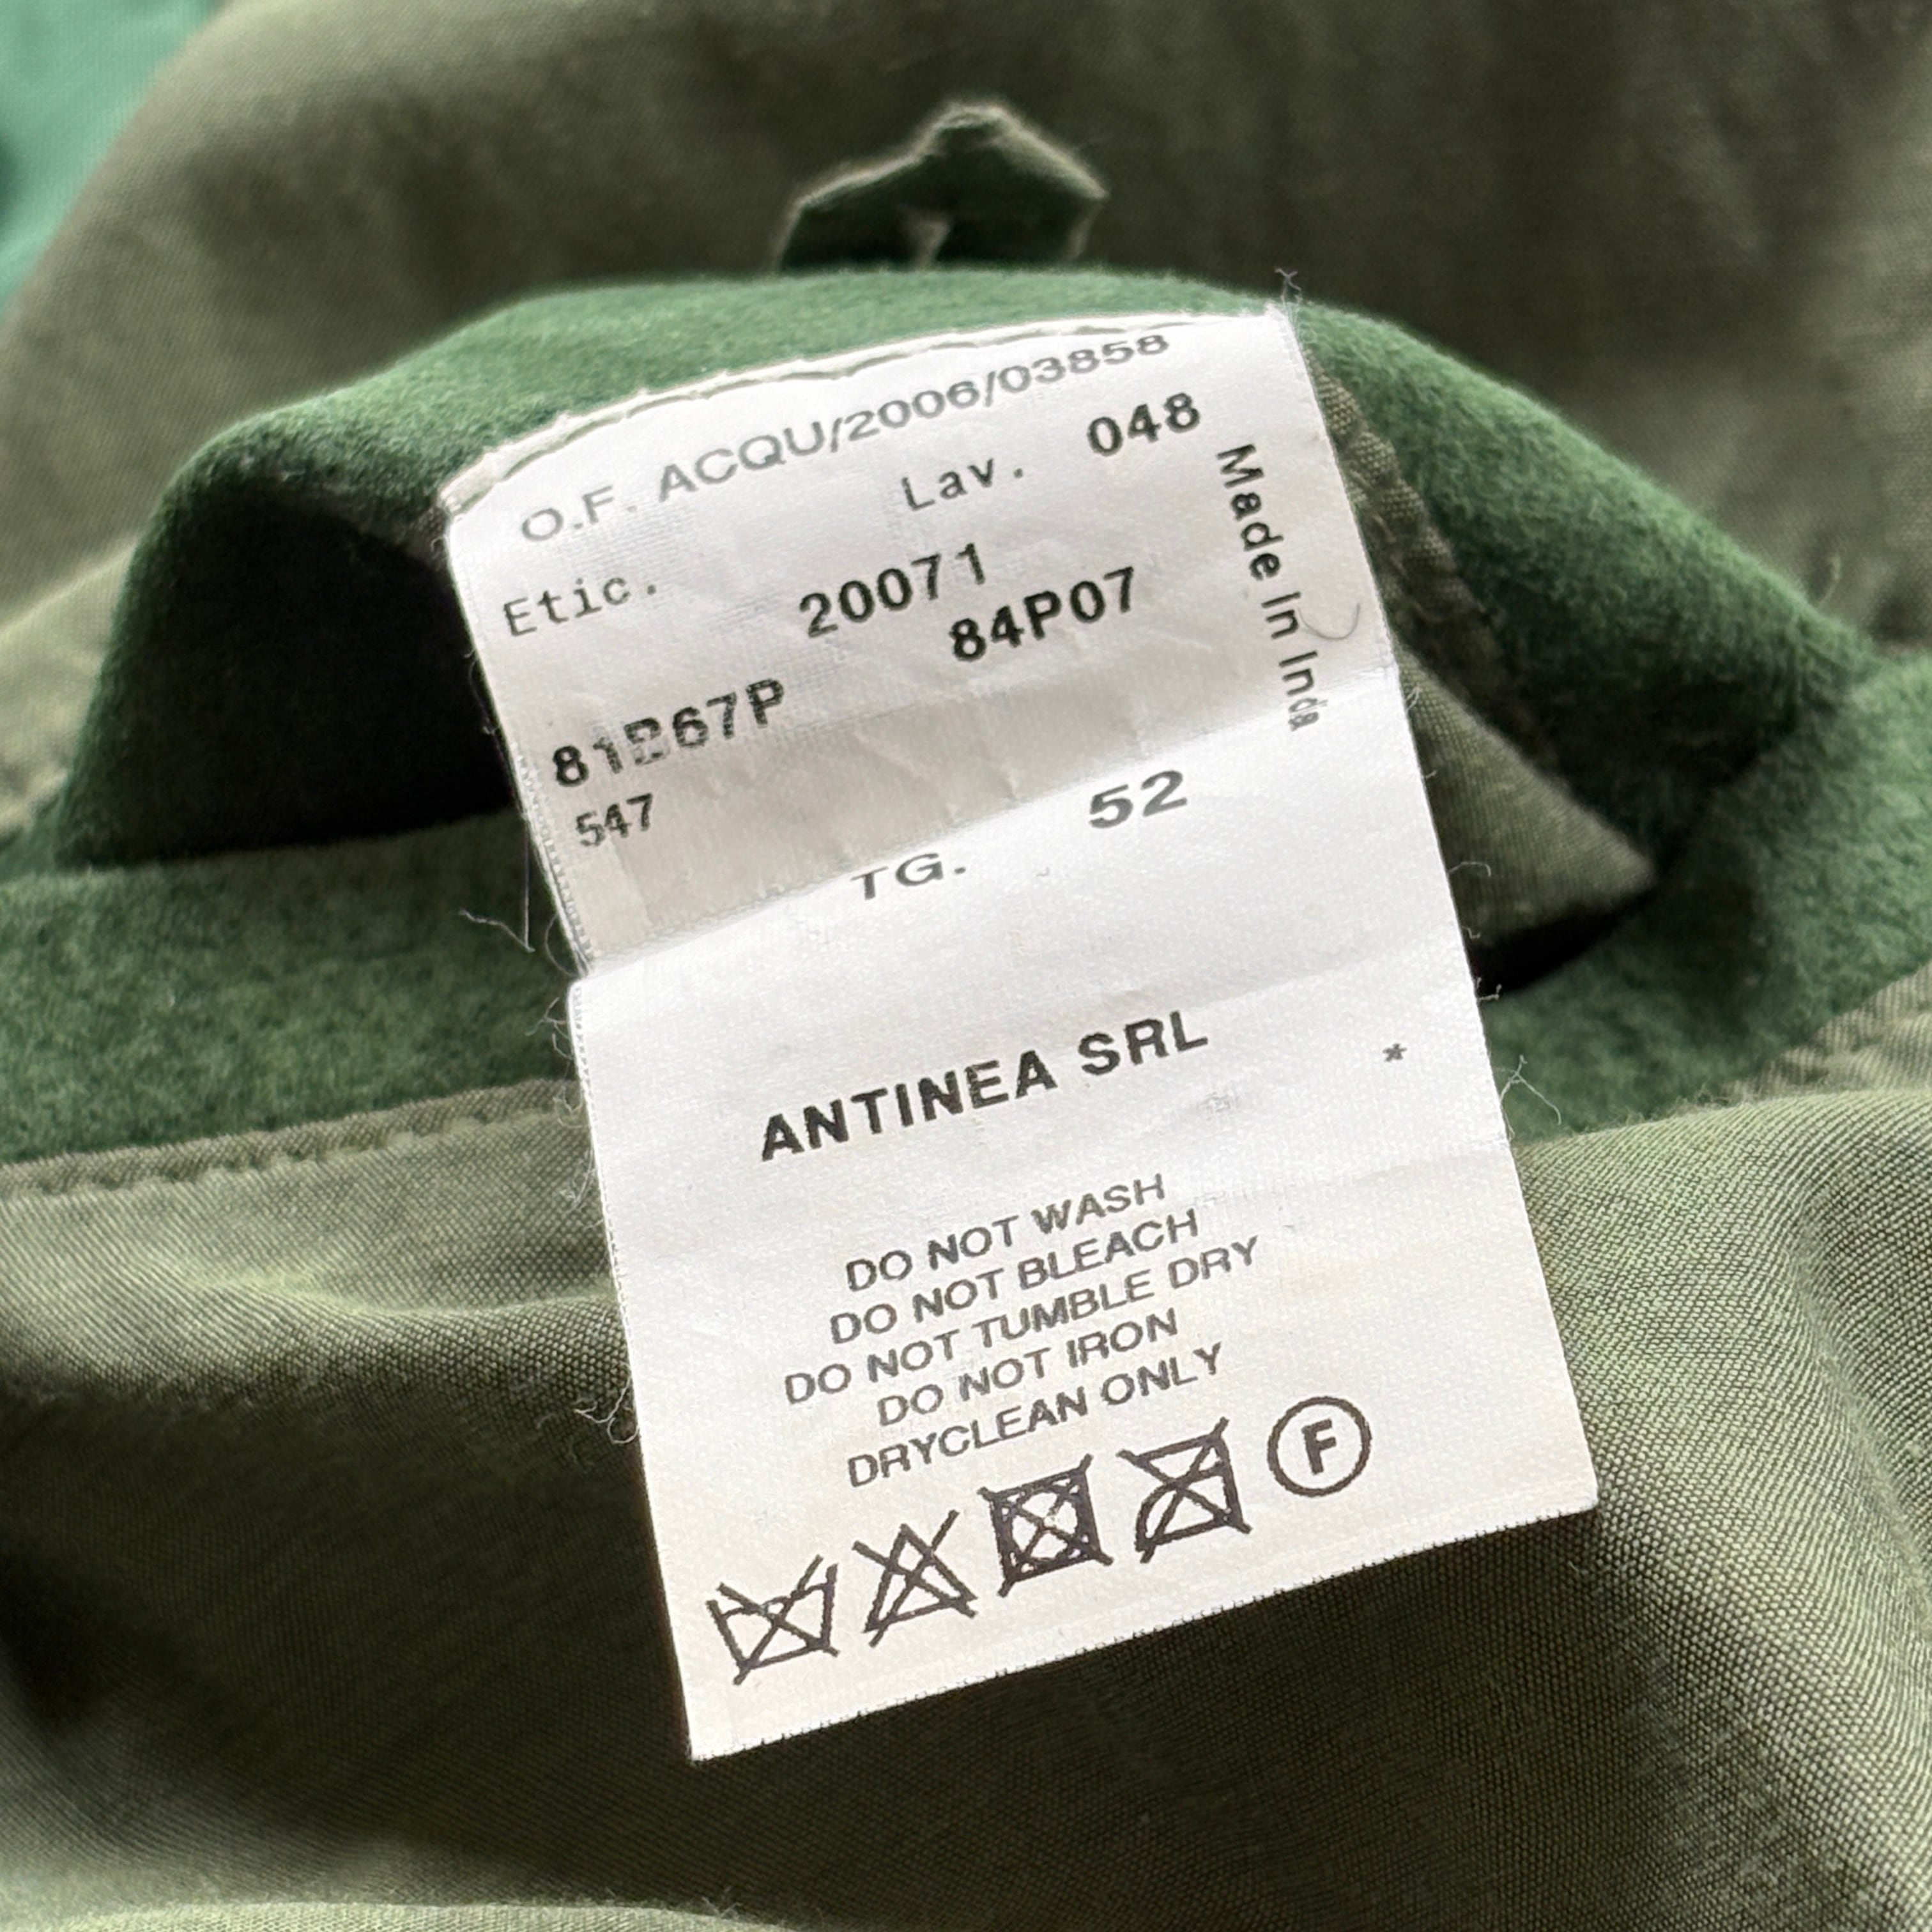 O.F. ACQU/2006/03858
Lav. 048
Etic. 20071
84P07
81B67P
547
TG. 52
Made In India
ANTINEA SRL
*
DO NOT WASH
DO NOT BLEACH
DO NOT TUMBLE DRY
DO NOT IRON
DRYCLEAN ONLY
F